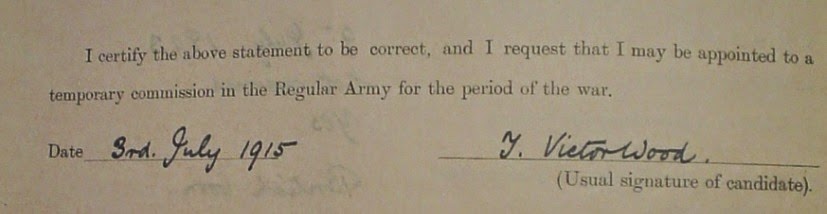 I certify the above statement to be correct, and I request that I may be appointed to a
temporary commission in the Regular Army for the period of the war.
Date 3rd. July 1915 Y. Victor Wood.
(Usual signature of candidate).